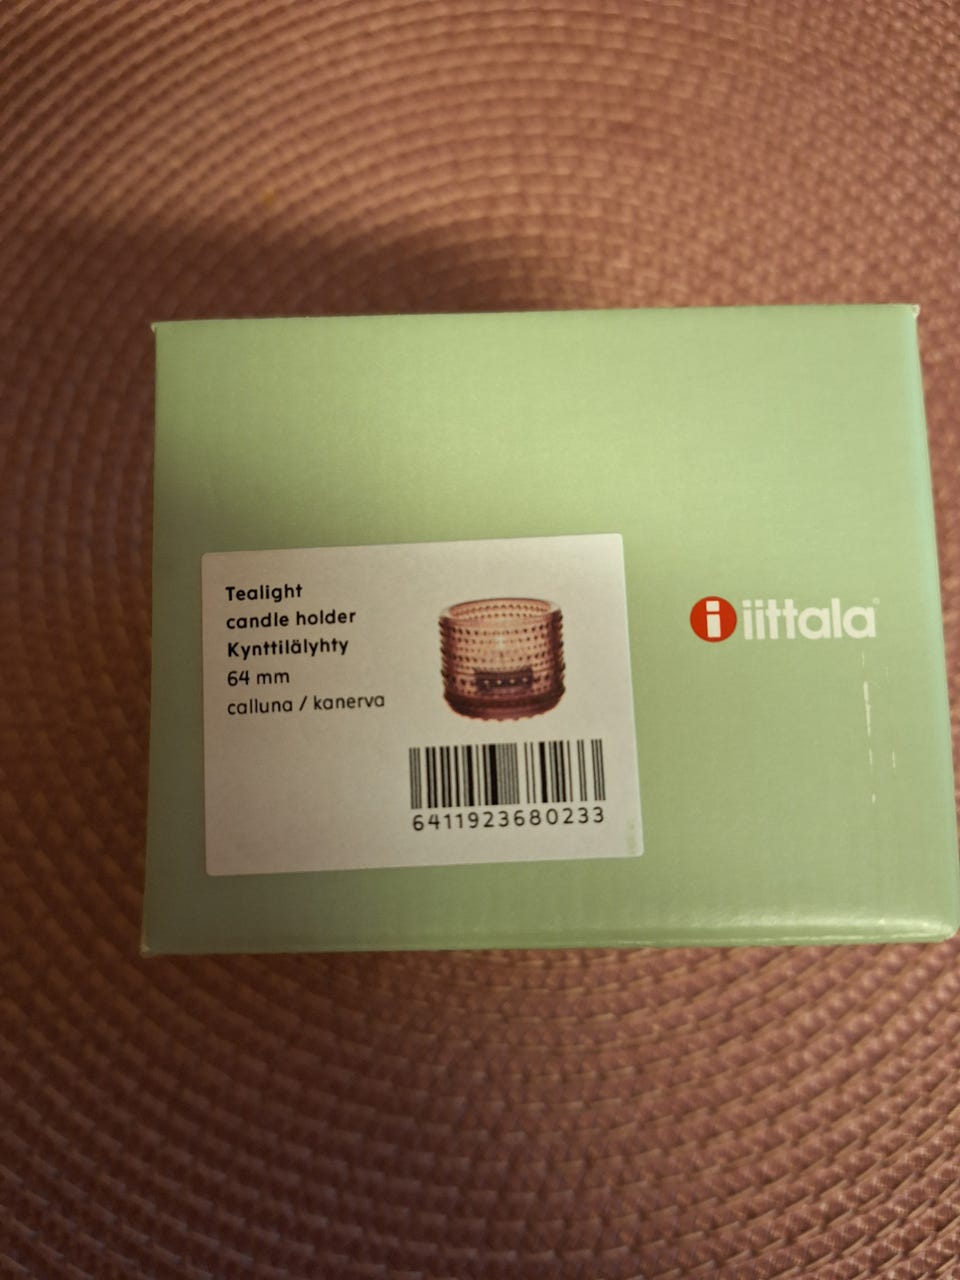 Tealight
candle holder
Kynttilälyhty
64 mm
calluna / kanerva
6411923680233
i iittala®